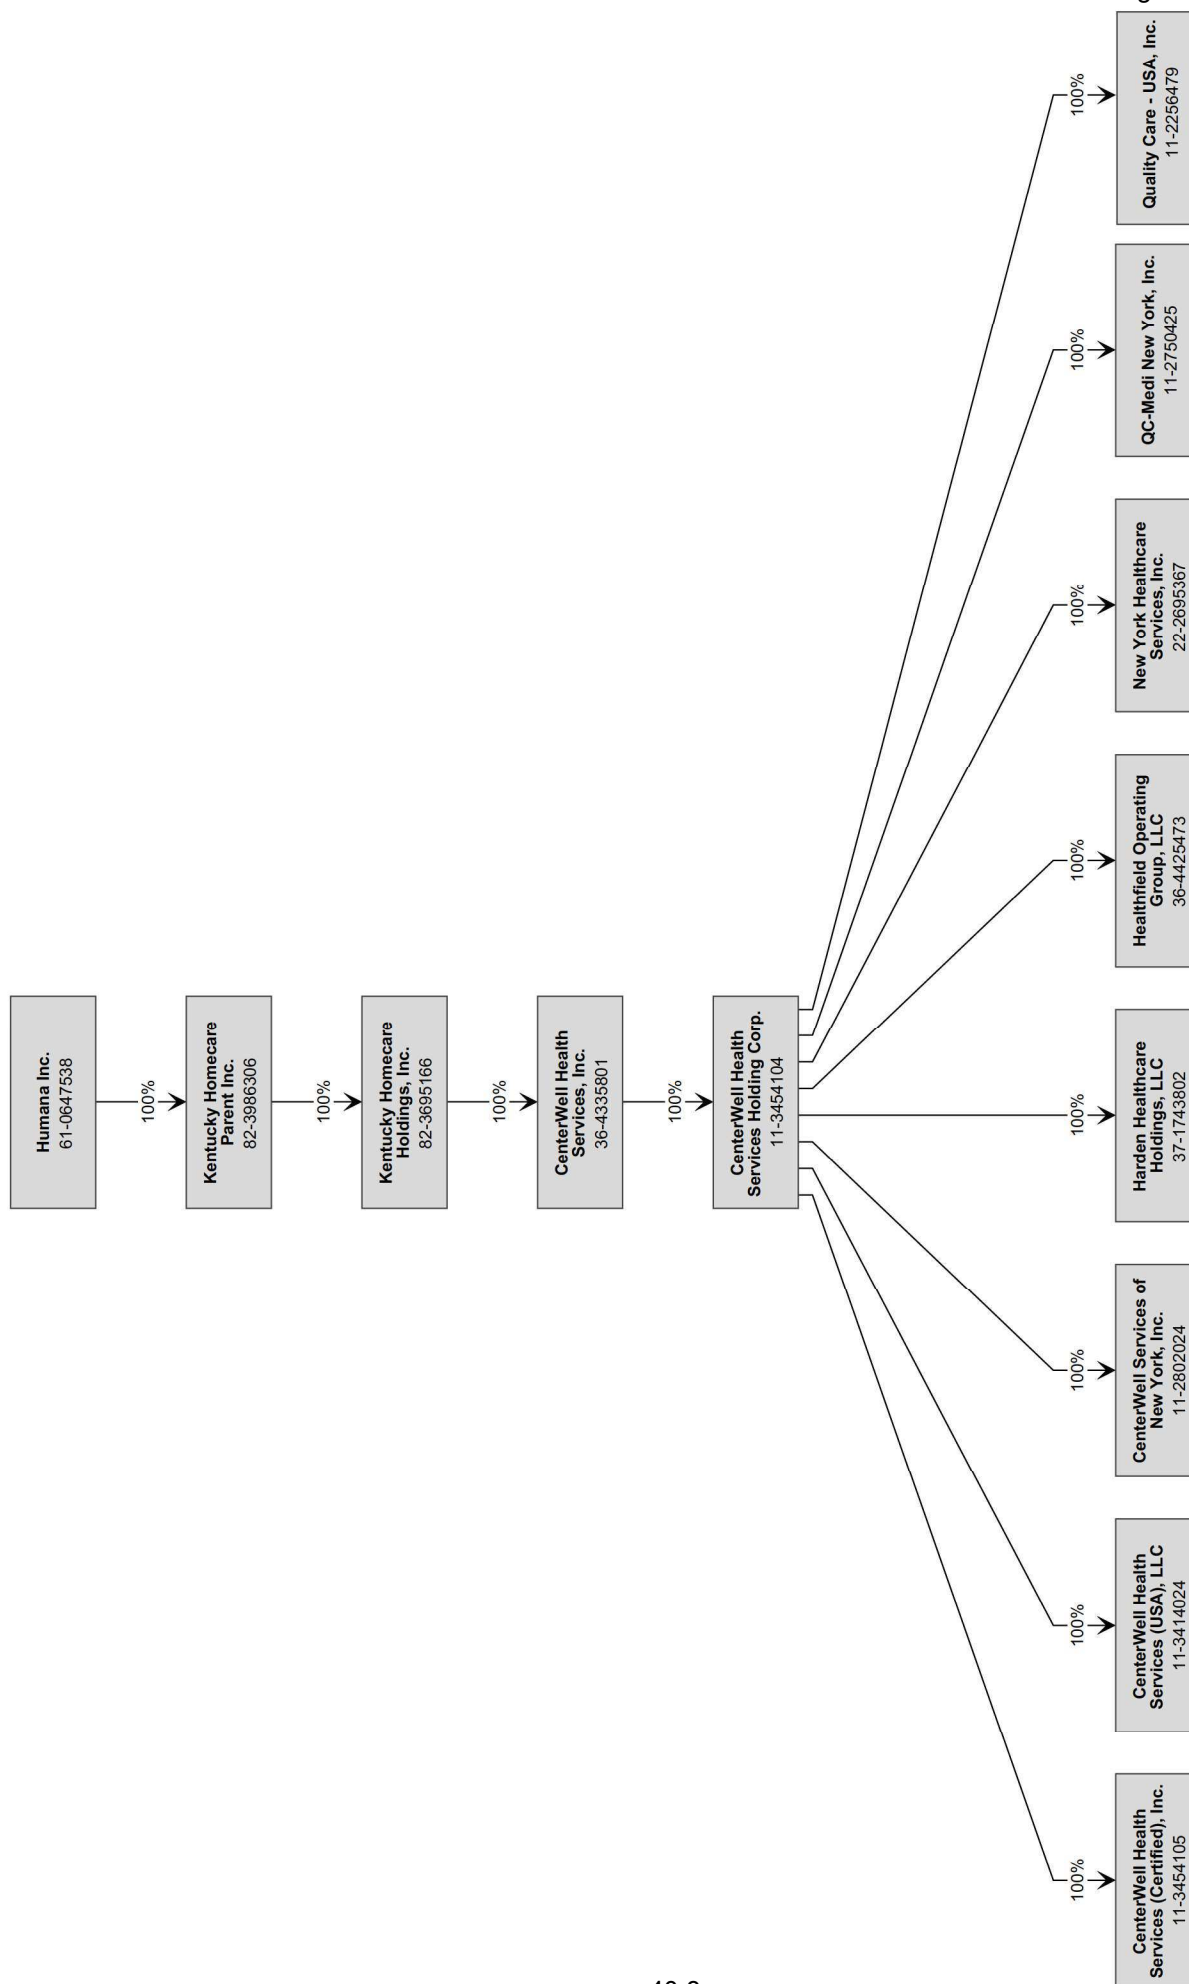 Humana Inc.
61-0647538
100%
Kentucky Homecare
Parent Inc.
82-3986306
100%
Kentucky Homecare
Holdings, Inc.
82-3695166
100%
CenterWell Health
Services, Inc.
36-4335801
100%
CenterWell Health
Services Holding Corp.
11-3454104
100%
100%
100%
100%
100%
100%
100%
100%
CenterWell Health
Services (Certified), Inc.
11-3454105
CenterWell Health
Services (USA), LLC
11-3414024
CenterWell Services of
New York, Inc.
11-2802024
Harden Healthcare
Holdings, LLC
37-1743802
Healthfield Operating
Group, LLC
36-4425473
New York Healthcare
Services, Inc.
22-2695367
QC-Medi New York, Inc.
11-2750425
Quality Care - USA, Inc.
11-2256479